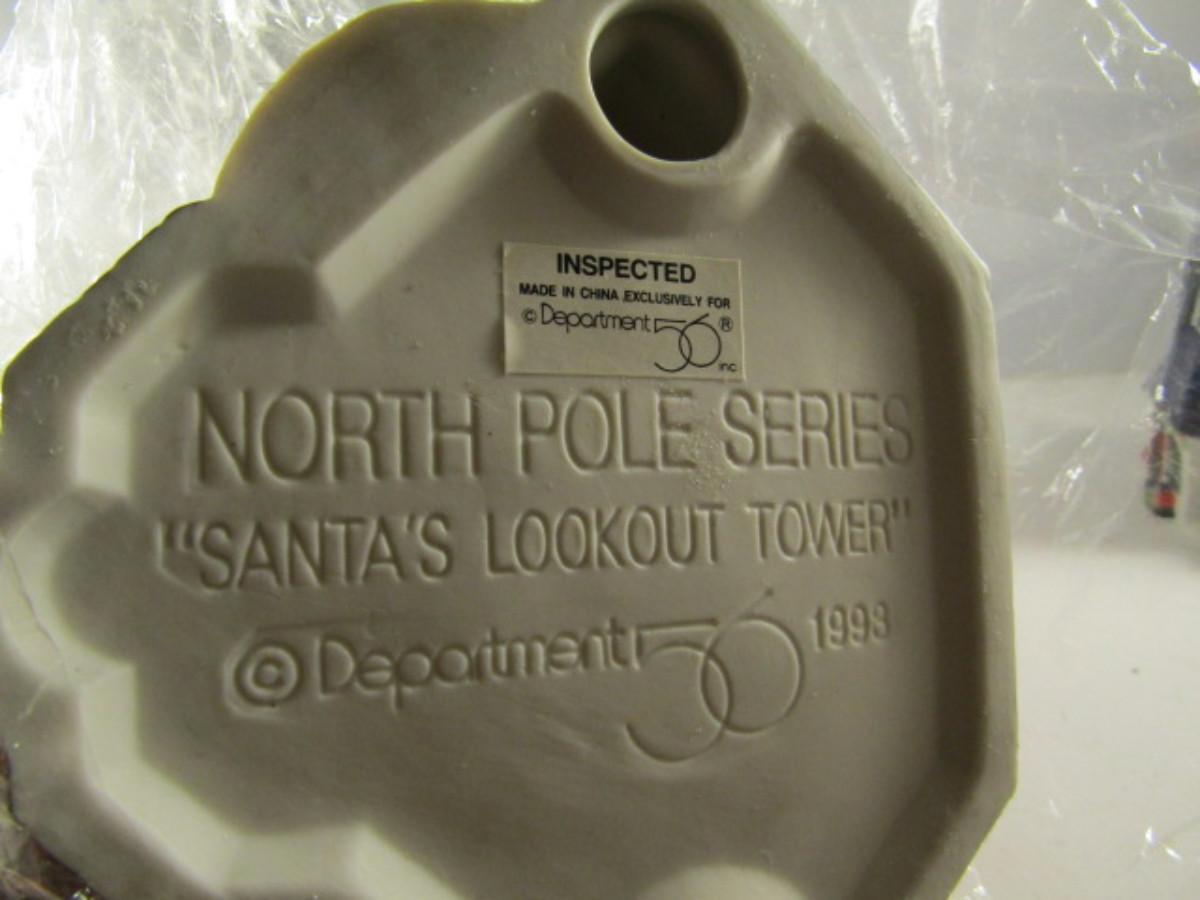 INSPECTED
MADE IN CHINA EXCLUSIVELY FOR
© Department 56 ®
inc
NORTH POLE SERIES
"SANTA'S LOOKOUT TOWER"
© Department 56 1993